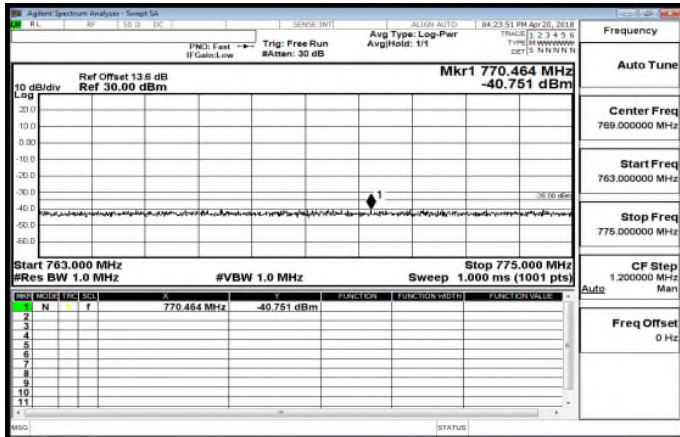 Agilent Spectrum Analyzer - Swept SA
RL RF 50 Ω DC SENSE:INT ALIGN AUTO 04:23:51 PM Apr 20, 2018
PNO: Fast Trig: Free Run Avg Type: Log-Pwr TRACE 1 2 3 4 5 6
IFGain:Low #Atten: 30 dB Avg|Hold: 1/1 TYPE M WWWWW
DET S N N N N N
Frequency
Auto Tune
Ref Offset 13.6 dB
10 dB/div Ref 30.00 dBm
Log
Mkr1 770.464 MHz
-40.751 dBm
20.0
10.0
0.00
-10.0
-20.0
-30.0
-40.0
-50.0
-60.0
1
Center Freq
769.000000 MHz
Start Freq
763.000000 MHz
Stop Freq
775.000000 MHz
CF Step
1.200000 MHz
Auto Man
Freq Offset
0 Hz
Start 763.000 MHz Stop 775.000 MHz
#Res BW 1.0 MHz #VBW 1.0 MHz Sweep 1.000 ms (1001 pts)
MKR MODE TRC SCL X Y FUNCTION FUNCTION WIDTH FUNCTION VALUE
1 N 1 f 770.464 MHz -40.751 dBm
2
3
4
5
6
7
8
9
10
11
MSG STATUS